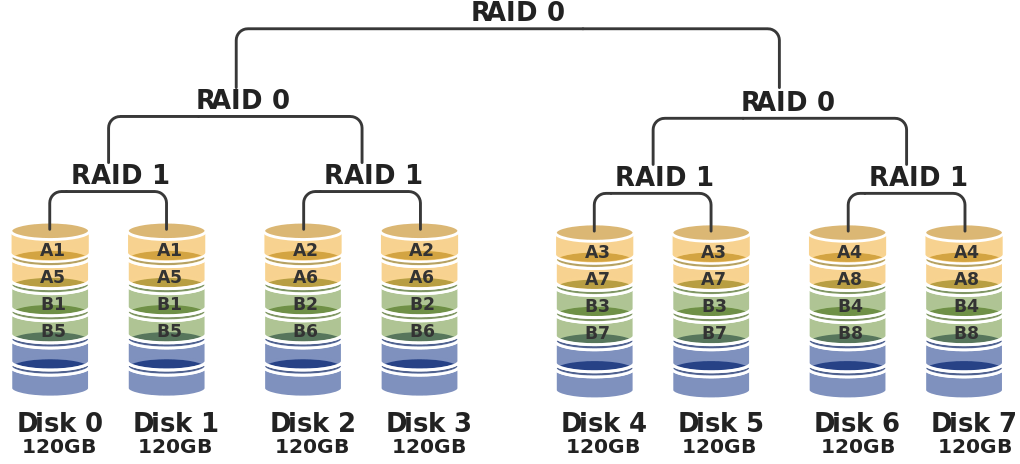 RAID 0
RAID 0 RAID 0
RAID 1 RAID 1 RAID 1 RAID 1
A1 A1 A2 A2 A3 A3 A4 A4
A5 A5 A6 A6 A7 A7 A8 A8
B1 B1 B2 B2 B3 B3 B4 B4
B5 B5 B6 B6 B7 B7 B8 B8
Disk 0 Disk 1 Disk 2 Disk 3 Disk 4 Disk 5 Disk 6 Disk 7
120GB 120GB 120GB 120GB 120GB 120GB 120GB 120GB